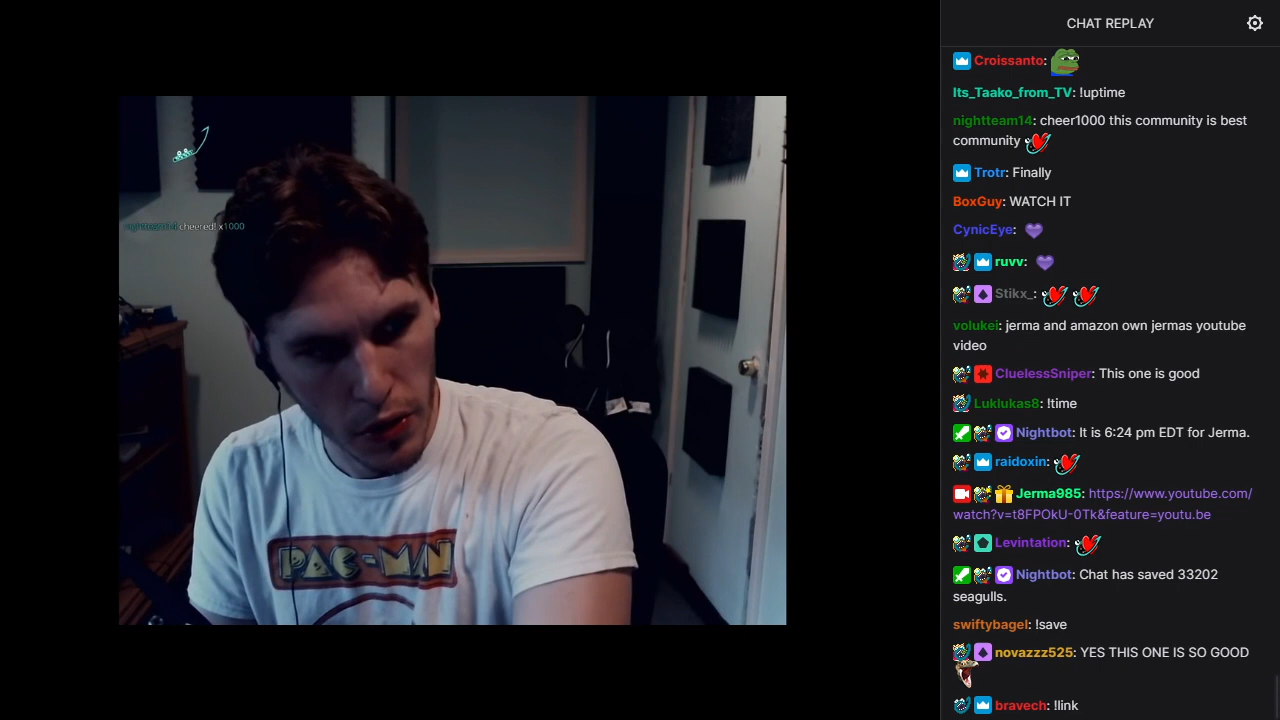 nightteam14 cheered! x1000
PAC-MAN
CHAT REPLAY
Croissanto:
Its_Taako_from_TV: !uptime
nightteam14: cheer1000 this community is best
community
Trotr: Finally
BoxGuy: WATCH IT
CynicEye:
ruvv:
Stikx_:
volukei: jerma and amazon own jermas youtube
video
CluelessSniper: This one is good
Luklukas8: !time
Nightbot: It is 6:24 pm EDT for Jerma.
raidoxin:
Jerma985: https://www.youtube.com/
watch?v=t8FPOkU-0Tk&feature=youtu.be
Levintation:
Nightbot: Chat has saved 33202
seagulls.
swiftybagel: !save
novazzz525: YES THIS ONE IS SO GOOD
bravech: !link